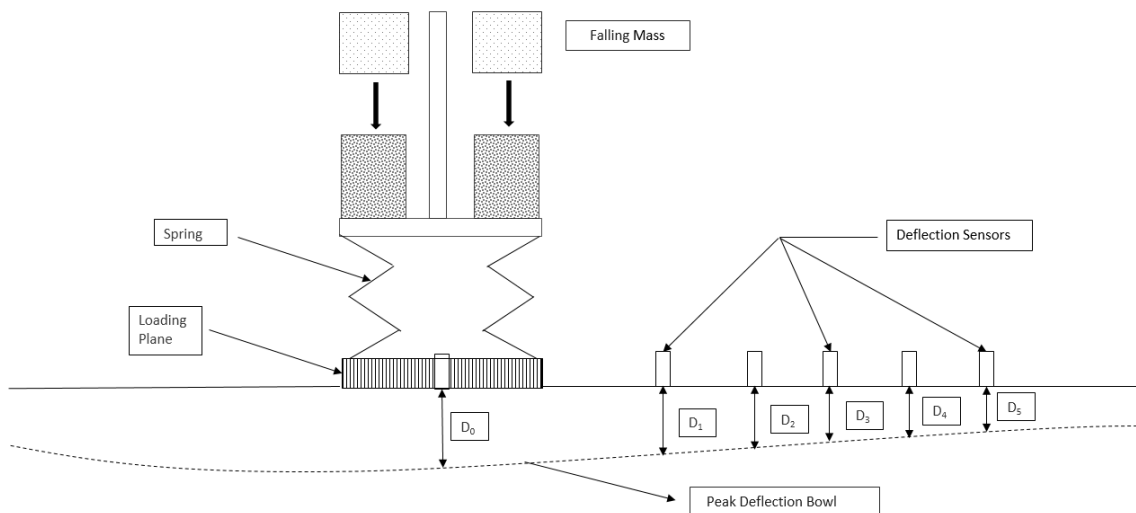 Falling Mass
Spring
Deflection Sensors
Loading
Plane
D₀
D₁
D₂
D₃
D₄
D₅
Peak Deflection Bowl